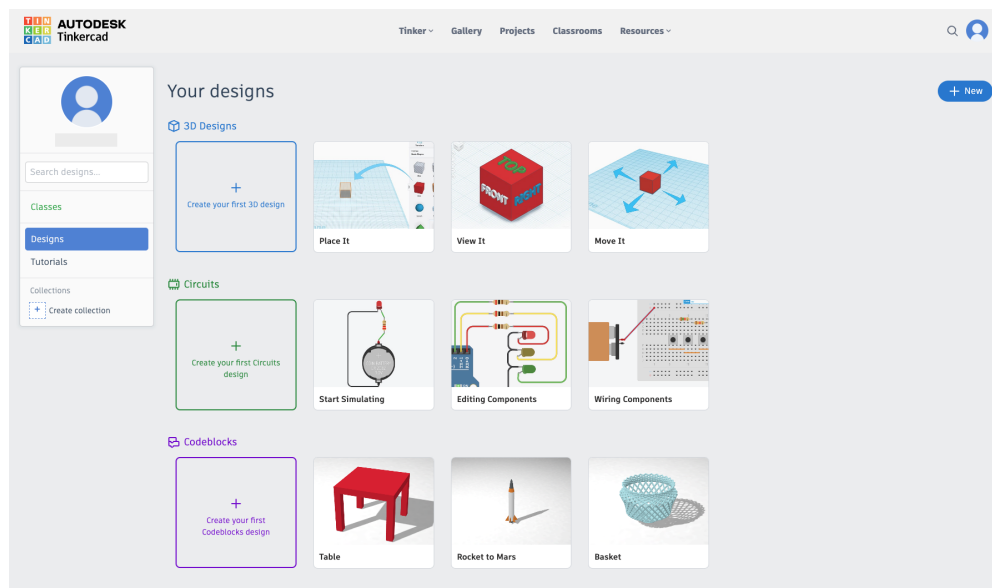 TIN
KER
CAD
AUTODESK
Tinkercad
Tinker
Gallery
Projects
Classrooms
Resources
Search designs...
Classes
Designs
Tutorials
Collections
+ Create collection
Your designs
+ New
3D Designs
+
Create your first 3D design
Place It
TOP
FRONT
RIGHT
View It
Move It
Circuits
+
Create your first Circuits
design
Start Simulating
Editing Components
Wiring Components
Codeblocks
+
Create your first
Codeblocks design
Table
Rocket to Mars
Basket